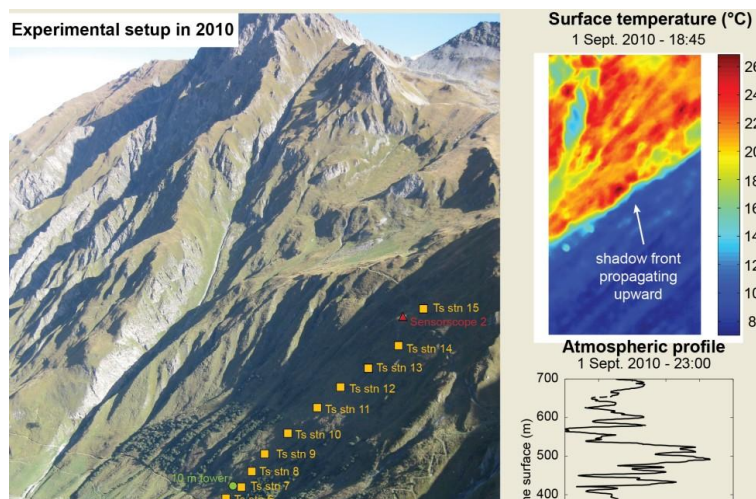 Experimental setup in 2010
Ts stn 15
Sensorscope 2
Ts stn 14
Ts stn 13
Ts stn 12
Ts stn 11
Ts stn 10
Ts stn 9
Ts stn 8
10 m tower
Ts stn 7
Surface temperature (°C)
1 Sept. 2010 - 18:45
26
24
22
20
18
16
14
12
10
8
shadow front
propagating
upward
Atmospheric profile
1 Sept. 2010 - 23:00
700
600
500
400